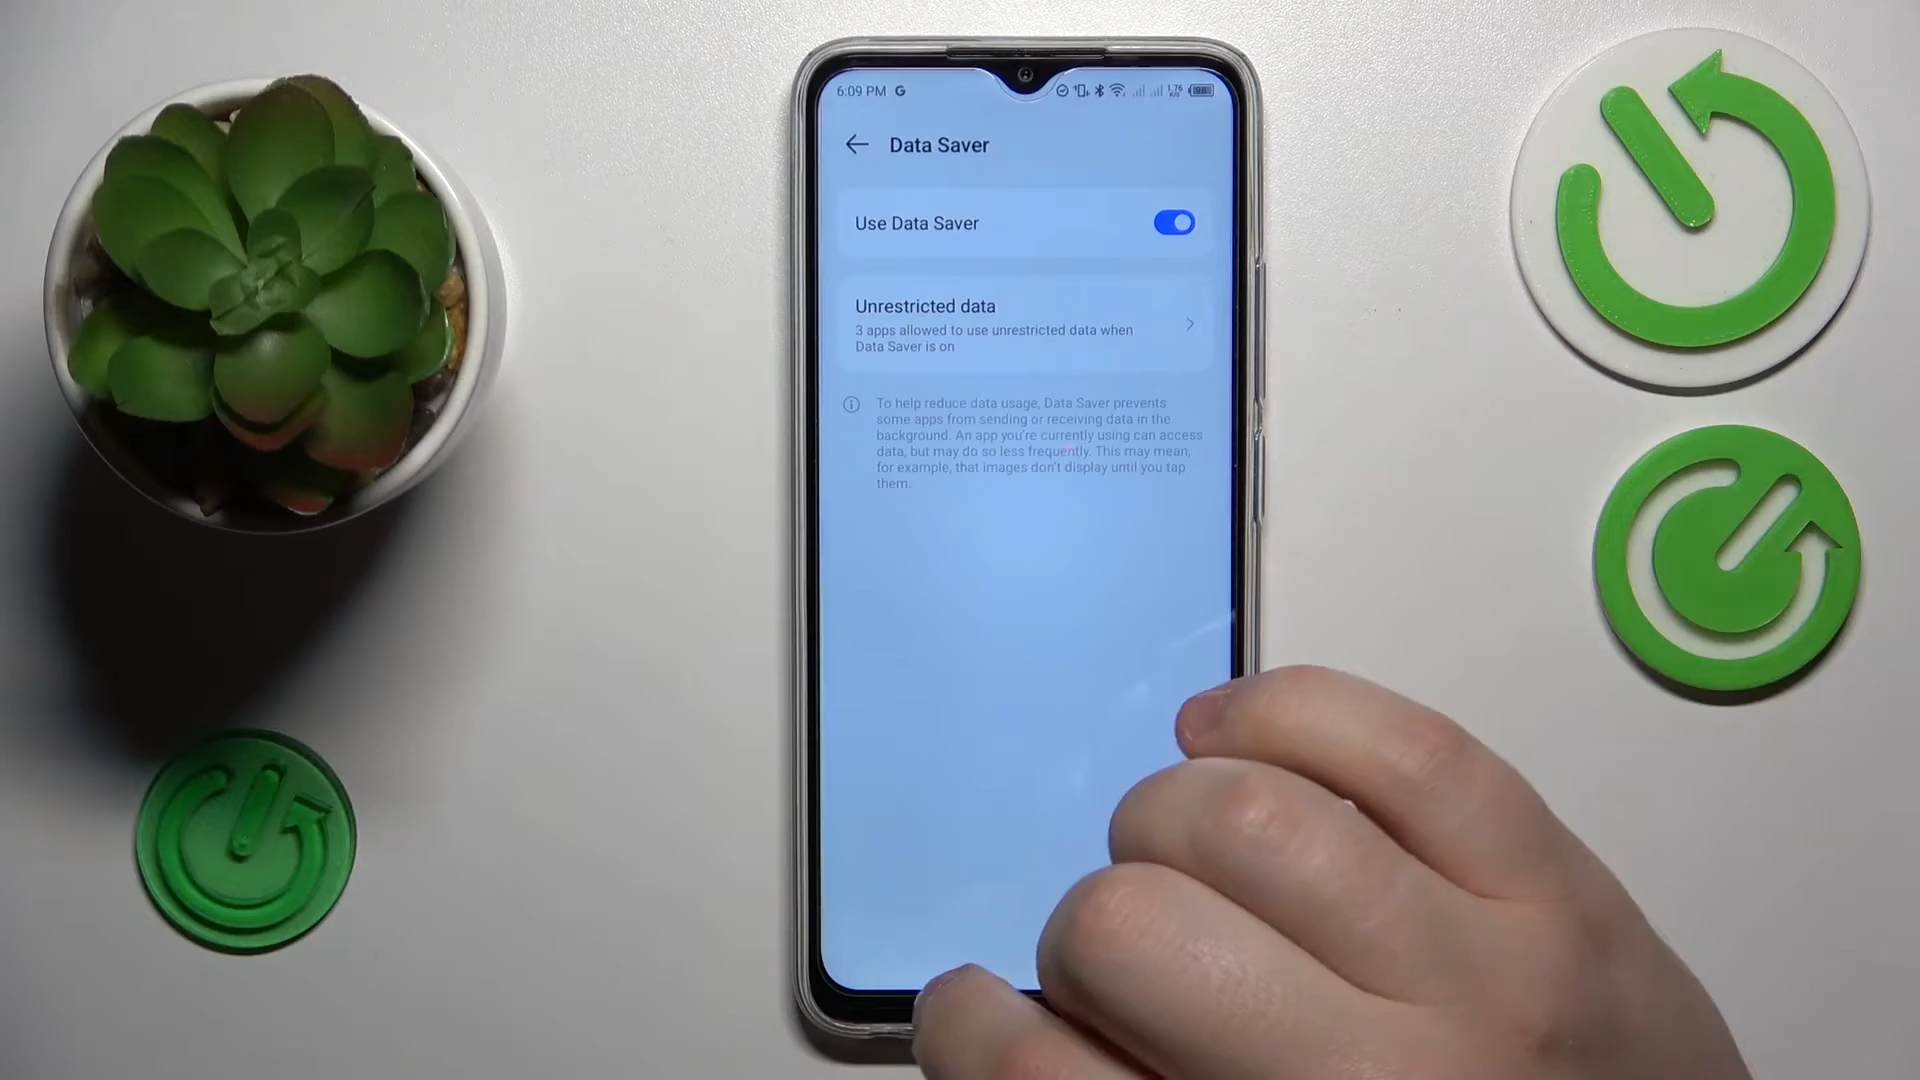 6:09 PM G
Data Saver
Use Data Saver
Unrestricted data
3 apps allowed to use unrestricted data when
Data Saver is on
To help reduce data usage, Data Saver prevents
some apps from sending or receiving data in the
background. An app you're currently using can access
data, but may do so less frequently. This may mean,
for example, that images don't display until you tap
them.